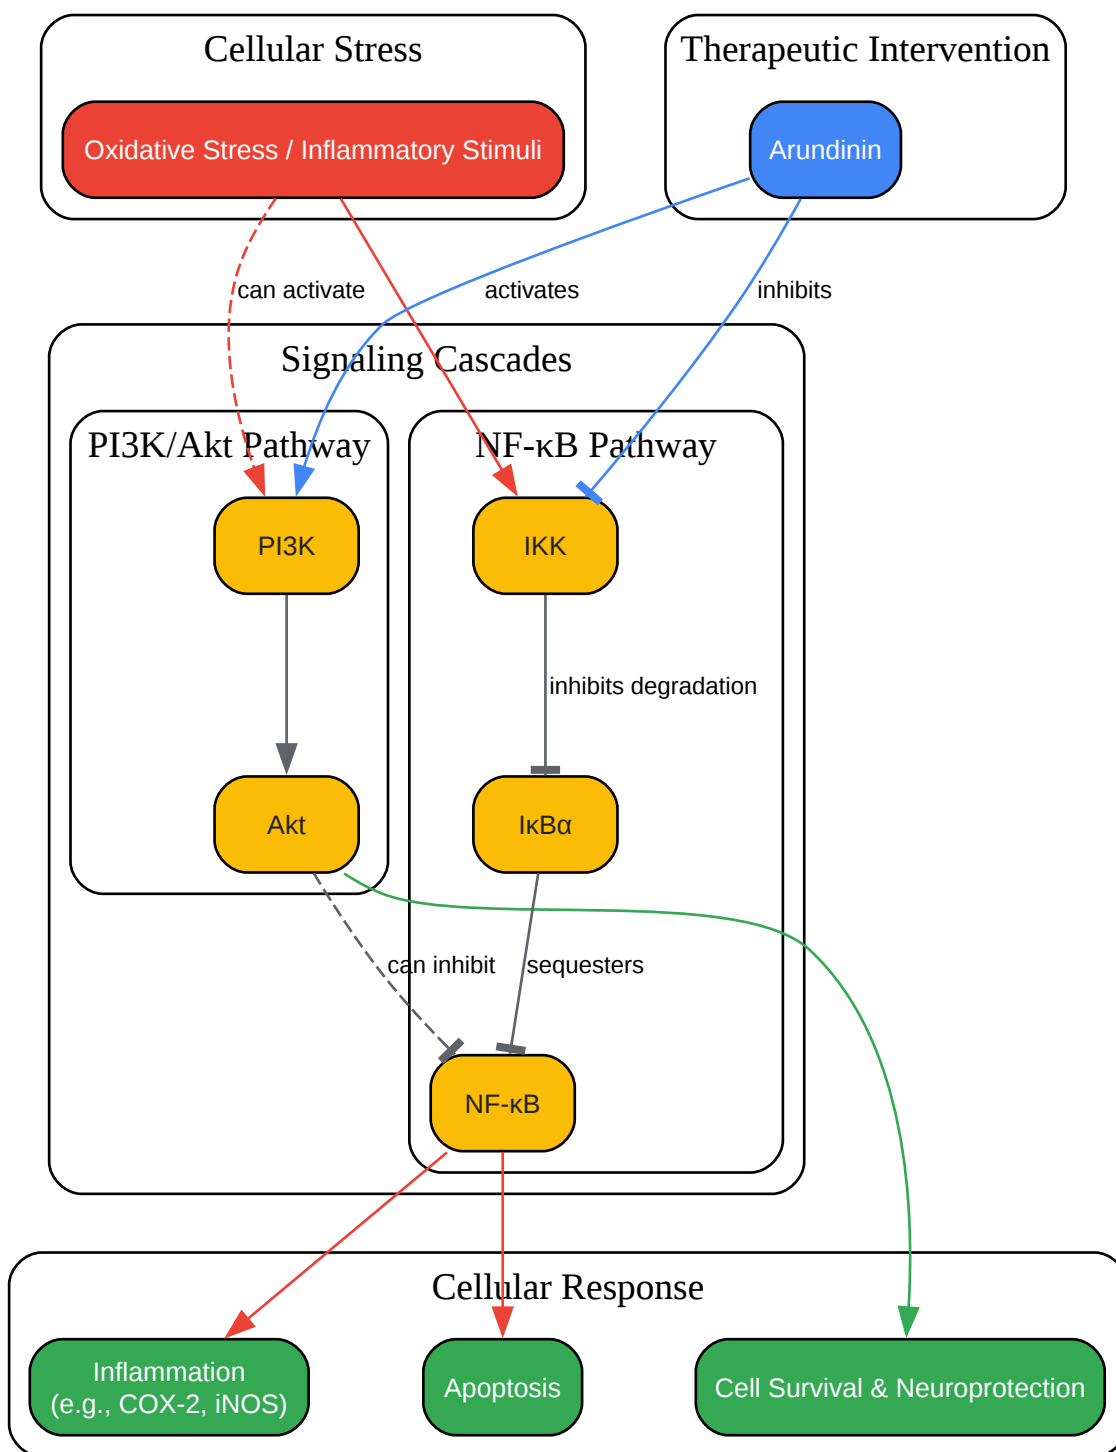 Cellular Stress
Therapeutic Intervention
Oxidative Stress / Inflammatory Stimuli
Arundinin
can activate
activates
inhibits
Signaling Cascades
PI3K/Akt Pathway
NF-κB Pathway
PI3K
IKK
inhibits degradation
Akt
IκBα
can inhibit
sequesters
NF-κB
Cellular Response
Inflammation
(e.g., COX-2, iNOS)
Apoptosis
Cell Survival & Neuroprotection